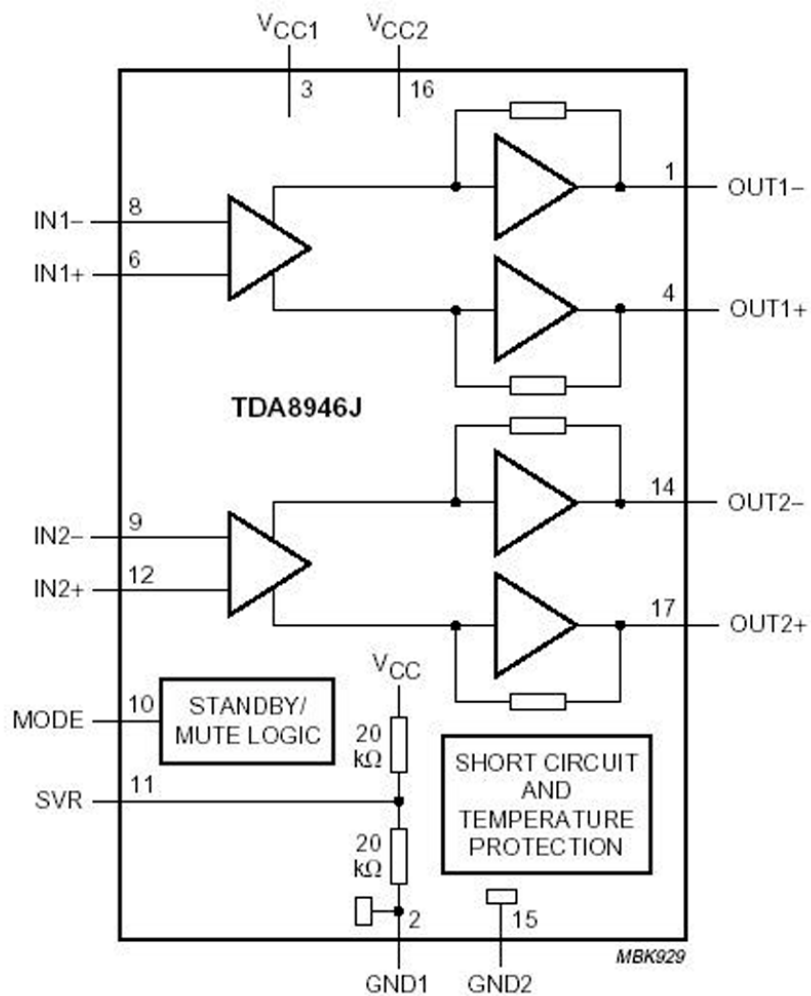 VCC1 VCC2
3 16
1 OUT1–
IN1– 8
IN1+ 6
4 OUT1+
TDA8946J
14 OUT2–
IN2– 9
IN2+ 12
17 OUT2+
VCC
MODE 10
STANDBY/
MUTE LOGIC
20
kΩ
SVR 11
SHORT CIRCUIT
AND
TEMPERATURE
PROTECTION
20
kΩ
2 15
MBK929
GND1 GND2